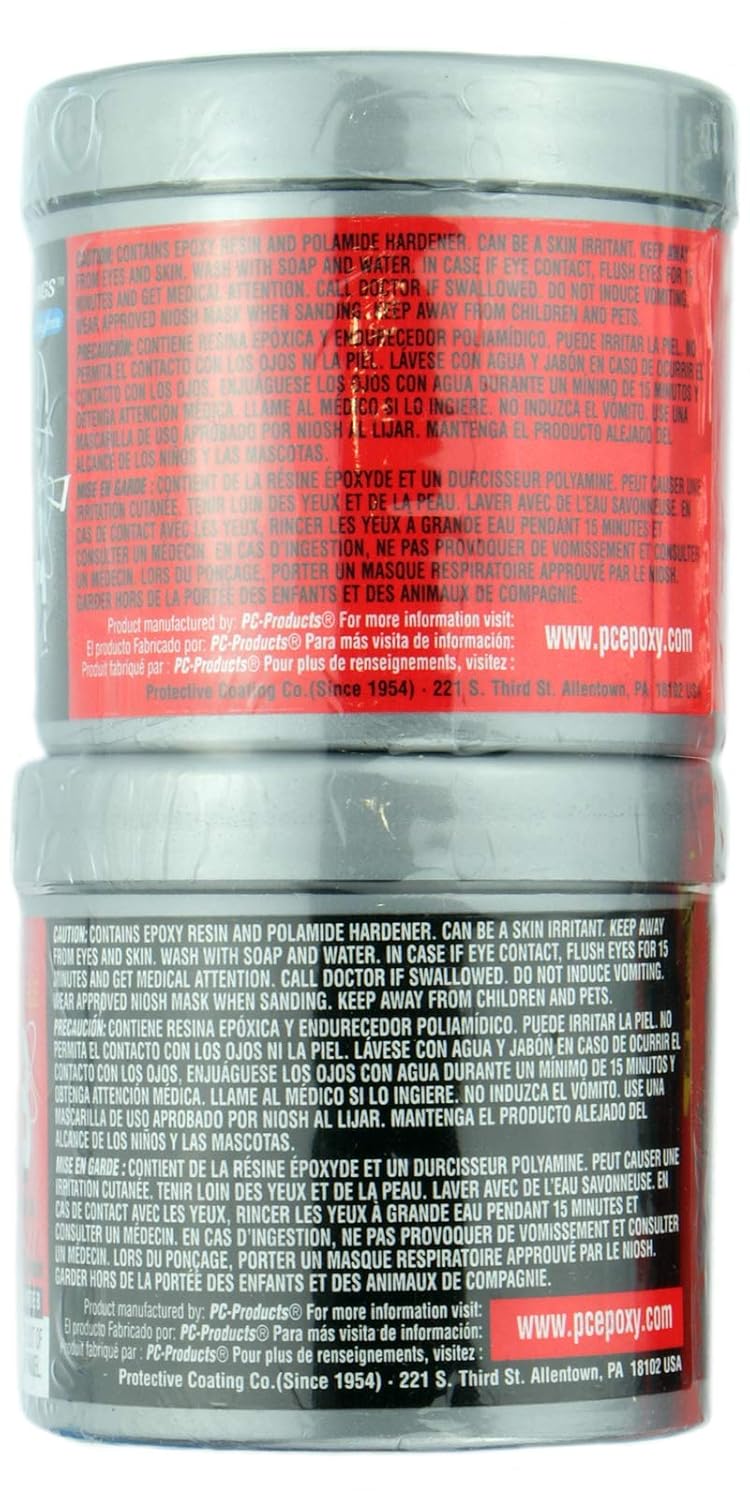 NGS™
CAUTION: CONTAINS EPOXY RESIN AND POLAMIDE HARDENER. CAN BE A SKIN IRRITANT. KEEP AWAY
FROM EYES AND SKIN. WASH WITH SOAP AND WATER. IN CASE IF EYE CONTACT, FLUSH EYES FOR 15
MINUTES AND GET MEDICAL ATTENTION. CALL DOCTOR IF SWALLOWED. DO NOT INDUCE VOMITING.
WEAR APPROVED NIOSH MASK WHEN SANDING. KEEP AWAY FROM CHILDREN AND PETS.
PRECAUCIÓN: CONTIENE RESINA EPÓXICA Y ENDURECEDOR POLIAMÍDICO. PUEDE IRRITAR LA PIEL. NO
PERMITA EL CONTACTO CON LOS OJOS NI LA PIEL. LÁVESE CON AGUA Y JABÓN EN CASO DE OCURRIR EL
CONTACTO CON LOS OJOS, ENJUÁGUESE LOS OJOS CON AGUA DURANTE UN MÍNIMO DE 15 MINUTOS Y
OBTENGA ATENCIÓN MÉDICA. LLAME AL MÉDICO SI LO INGIERE. NO INDUZCA EL VÓMITO. USE UNA
MASCARILLA DE USO APROBADO POR NIOSH AL LIJAR. MANTENGA EL PRODUCTO ALEJADO DEL
ALCANCE DE LOS NIÑOS Y LAS MASCOTAS.
MISE EN GARDE : CONTIENT DE LA RÉSINE ÉPOXYDE ET UN DURCISSEUR POLYAMINE. PEUT CAUSER UNE
IRRITATION CUTANÉE. TENIR LOIN DES YEUX ET DE LA PEAU. LAVER AVEC DE L'EAU SAVONNEUSE. EN
CAS DE CONTACT AVEC LES YEUX, RINCER LES YEUX À GRANDE EAU PENDANT 15 MINUTES ET
CONSULTER UN MÉDECIN. EN CAS D'INGESTION, NE PAS PROVOQUER DE VOMISSEMENT ET CONSULTER
UN MÉDECIN. LORS DU PONÇAGE, PORTER UN MASQUE RESPIRATOIRE APPROUVÉ PAR LE NIOSH.
GARDER HORS DE LA PORTÉE DES ENFANTS ET DES ANIMAUX DE COMPAGNIE.
Product manufactured by: PC-Products® For more information visit:
El producto Fabricado por: PC-Products® Para más visita de información:
Produit fabriqué par : PC-Products® Pour plus de renseignements, visitez :
www.pcepoxy.com
Protective Coating Co.(Since 1954) · 221 S. Third St. Allentown, PA 18102 USA
CAUTION: CONTAINS EPOXY RESIN AND POLAMIDE HARDENER. CAN BE A SKIN IRRITANT. KEEP AWAY
FROM EYES AND SKIN. WASH WITH SOAP AND WATER. IN CASE IF EYE CONTACT, FLUSH EYES FOR 15
MINUTES AND GET MEDICAL ATTENTION. CALL DOCTOR IF SWALLOWED. DO NOT INDUCE VOMITING.
WEAR APPROVED NIOSH MASK WHEN SANDING. KEEP AWAY FROM CHILDREN AND PETS.
PRECAUCIÓN: CONTIENE RESINA EPÓXICA Y ENDURECEDOR POLIAMÍDICO. PUEDE IRRITAR LA PIEL. NO
PERMITA EL CONTACTO CON LOS OJOS NI LA PIEL. LÁVESE CON AGUA Y JABÓN EN CASO DE OCURRIR EL
CONTACTO CON LOS OJOS, ENJUÁGUESE LOS OJOS CON AGUA DURANTE UN MÍNIMO DE 15 MINUTOS Y
OBTENGA ATENCIÓN MÉDICA. LLAME AL MÉDICO SI LO INGIERE. NO INDUZCA EL VÓMITO. USE UNA
MASCARILLA DE USO APROBADO POR NIOSH AL LIJAR. MANTENGA EL PRODUCTO ALEJADO DEL
ALCANCE DE LOS NIÑOS Y LAS MASCOTAS.
MISE EN GARDE : CONTIENT DE LA RÉSINE ÉPOXYDE ET UN DURCISSEUR POLYAMINE. PEUT CAUSER UNE
IRRITATION CUTANÉE. TENIR LOIN DES YEUX ET DE LA PEAU. LAVER AVEC DE L'EAU SAVONNEUSE. EN
CAS DE CONTACT AVEC LES YEUX, RINCER LES YEUX À GRANDE EAU PENDANT 15 MINUTES ET
CONSULTER UN MÉDECIN. EN CAS D'INGESTION, NE PAS PROVOQUER DE VOMISSEMENT ET CONSULTER
UN MÉDECIN. LORS DU PONÇAGE, PORTER UN MASQUE RESPIRATOIRE APPROUVÉ PAR LE NIOSH.
GARDER HORS DE LA PORTÉE DES ENFANTS ET DES ANIMAUX DE COMPAGNIE.
Product manufactured by: PC-Products® For more information visit:
El producto Fabricado por: PC-Products® Para más visita de información:
Produit fabriqué par : PC-Products® Pour plus de renseignements, visitez :
www.pcepoxy.com
Protective Coating Co.(Since 1954) · 221 S. Third St. Allentown, PA 18102 USA